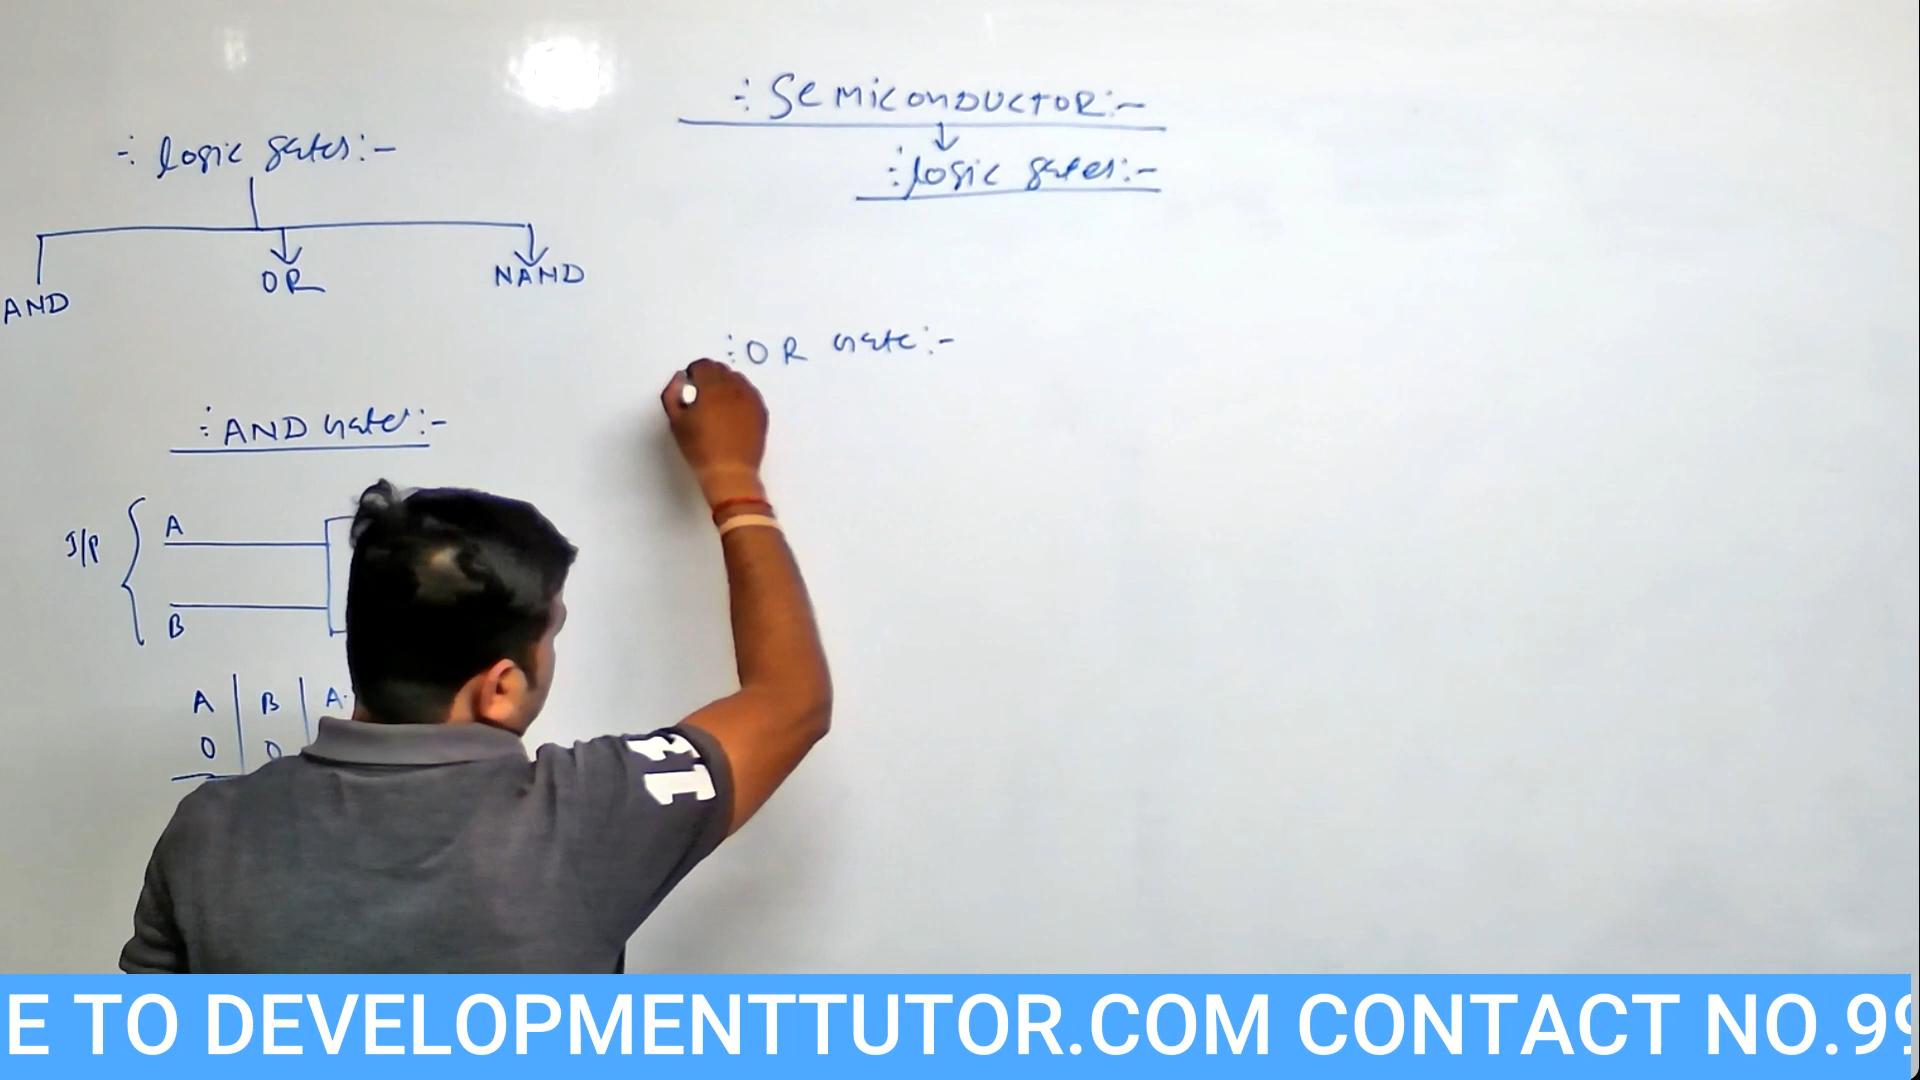 :SEMICONDUCTOR:-
:logic gates:-
-: logic gates:-
AND
OR
NAND
:AND Gate:-
I/P
A
B
A B A.
0 0
:OR Gate:-
E TO DEVELOPMENTTUTOR.COM CONTACT NO.99